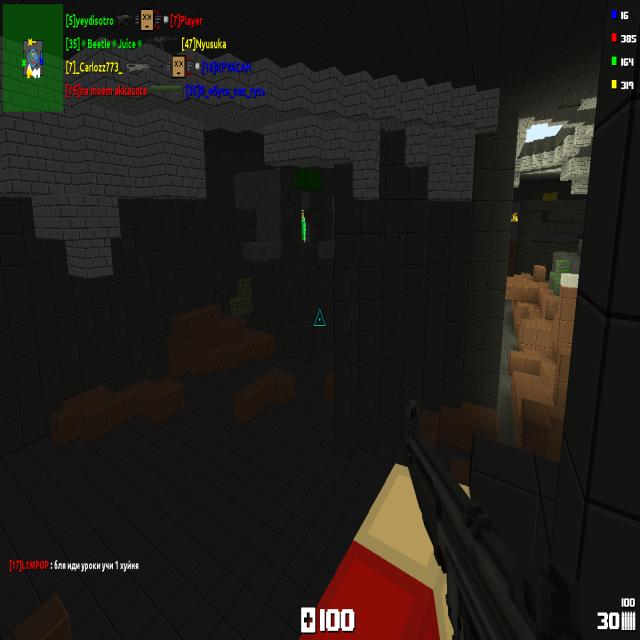 [5]yeydisotro [7]Player
[35]*Beetle*Juice* [47]Nyusuka
[7]_Carlozz773_
[15]na moem akkaunte
16
385
164
319
[17]L1MPOP : бля иди уроки учи 1 хуйня
100
100
30